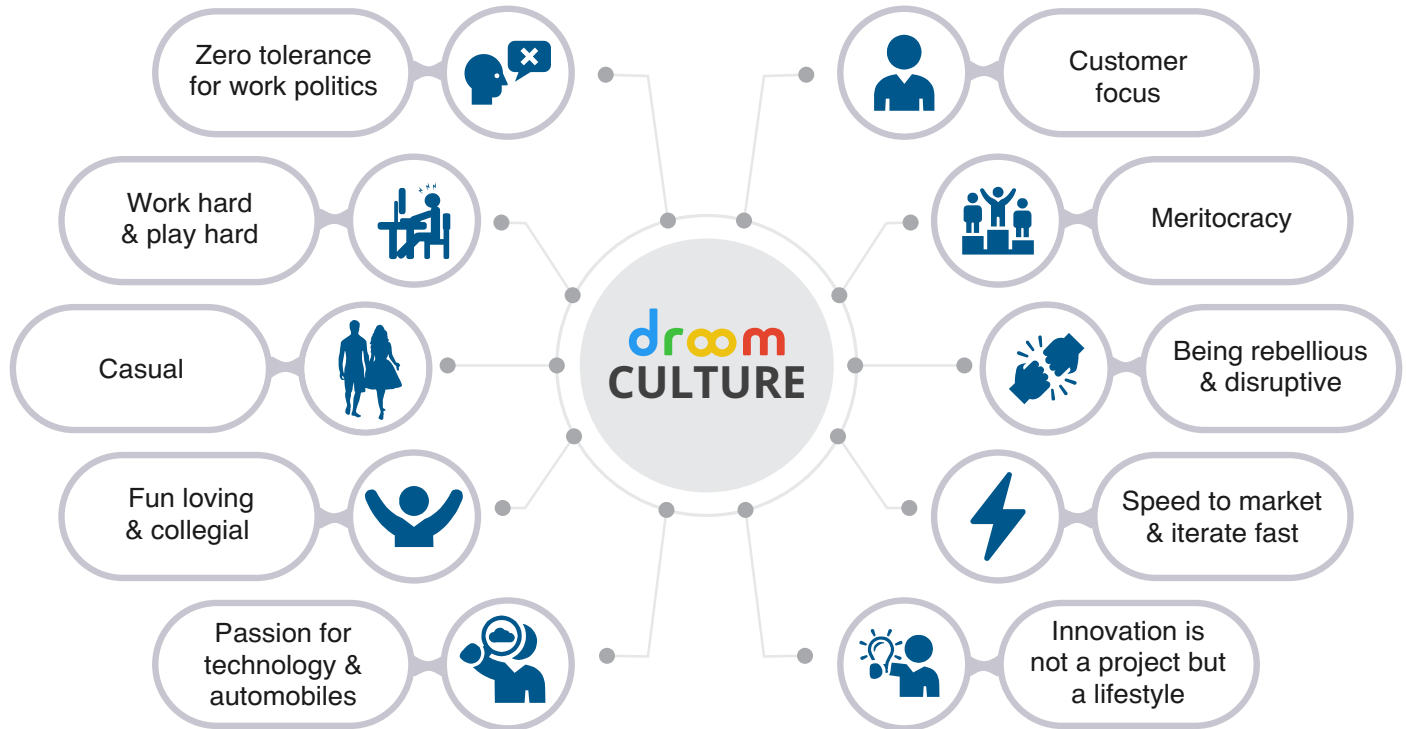 Zero tolerance
for work politics
Customer
focus
Work hard
& play hard
Meritocracy
droom
CULTURE
Casual
Being rebellious
& disruptive
Fun loving
& collegial
Speed to market
& iterate fast
Passion for
technology &
automobiles
Innovation is
not a project but
a lifestyle